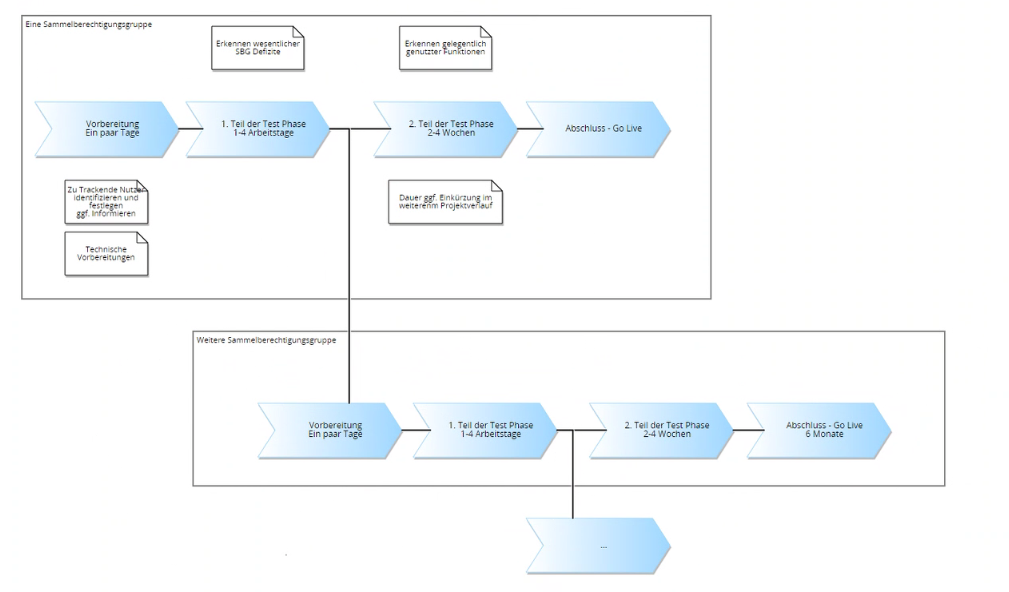 Eine Sammelberechtigungsgruppe
Erkennen wesentlicher
SBG Defizite
Erkennen gelegentlich
genutzter Funktionen
Vorbereitung
Ein paar Tage
1. Teil der Test Phase
1-4 Arbeitstage
2. Teil der Test Phase
2-4 Wochen
Abschluss - Go Live
Zu Trackende Nutzer
identifizieren und
festlegen
ggf. Informieren
Dauer ggf. Einkürzung im
weiterenm Projektverlauf
Technische
Vorbereitungen
Weitere Sammelberechtigungsgruppe
Vorbereitung
Ein paar Tage
1. Teil der Test Phase
1-4 Arbeitstage
2. Teil der Test Phase
2-4 Wochen
Abschluss - Go Live
6 Monate
...